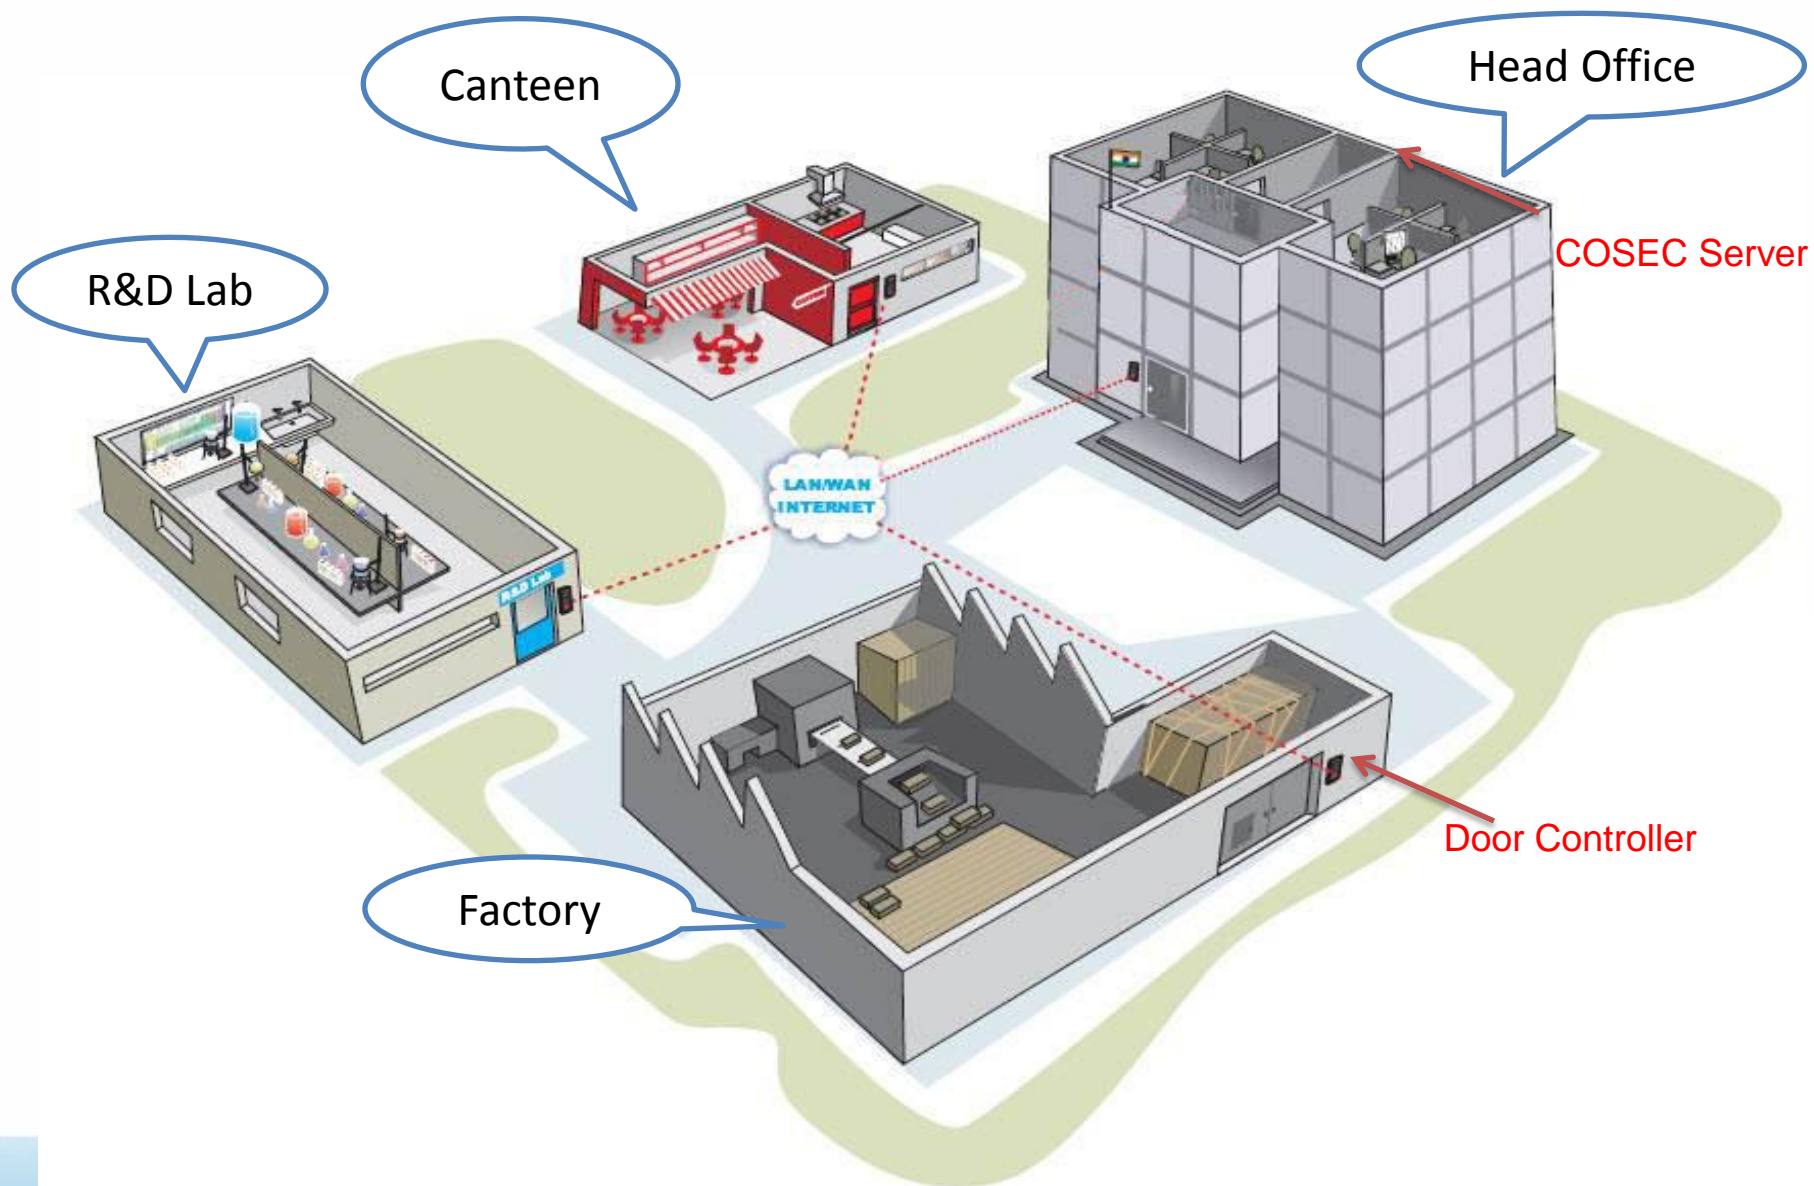 Canteen
Head Office
COSEC Server
R&D Lab
LAN/WAN
INTERNET
R&D Lab
Door Controller
Factory